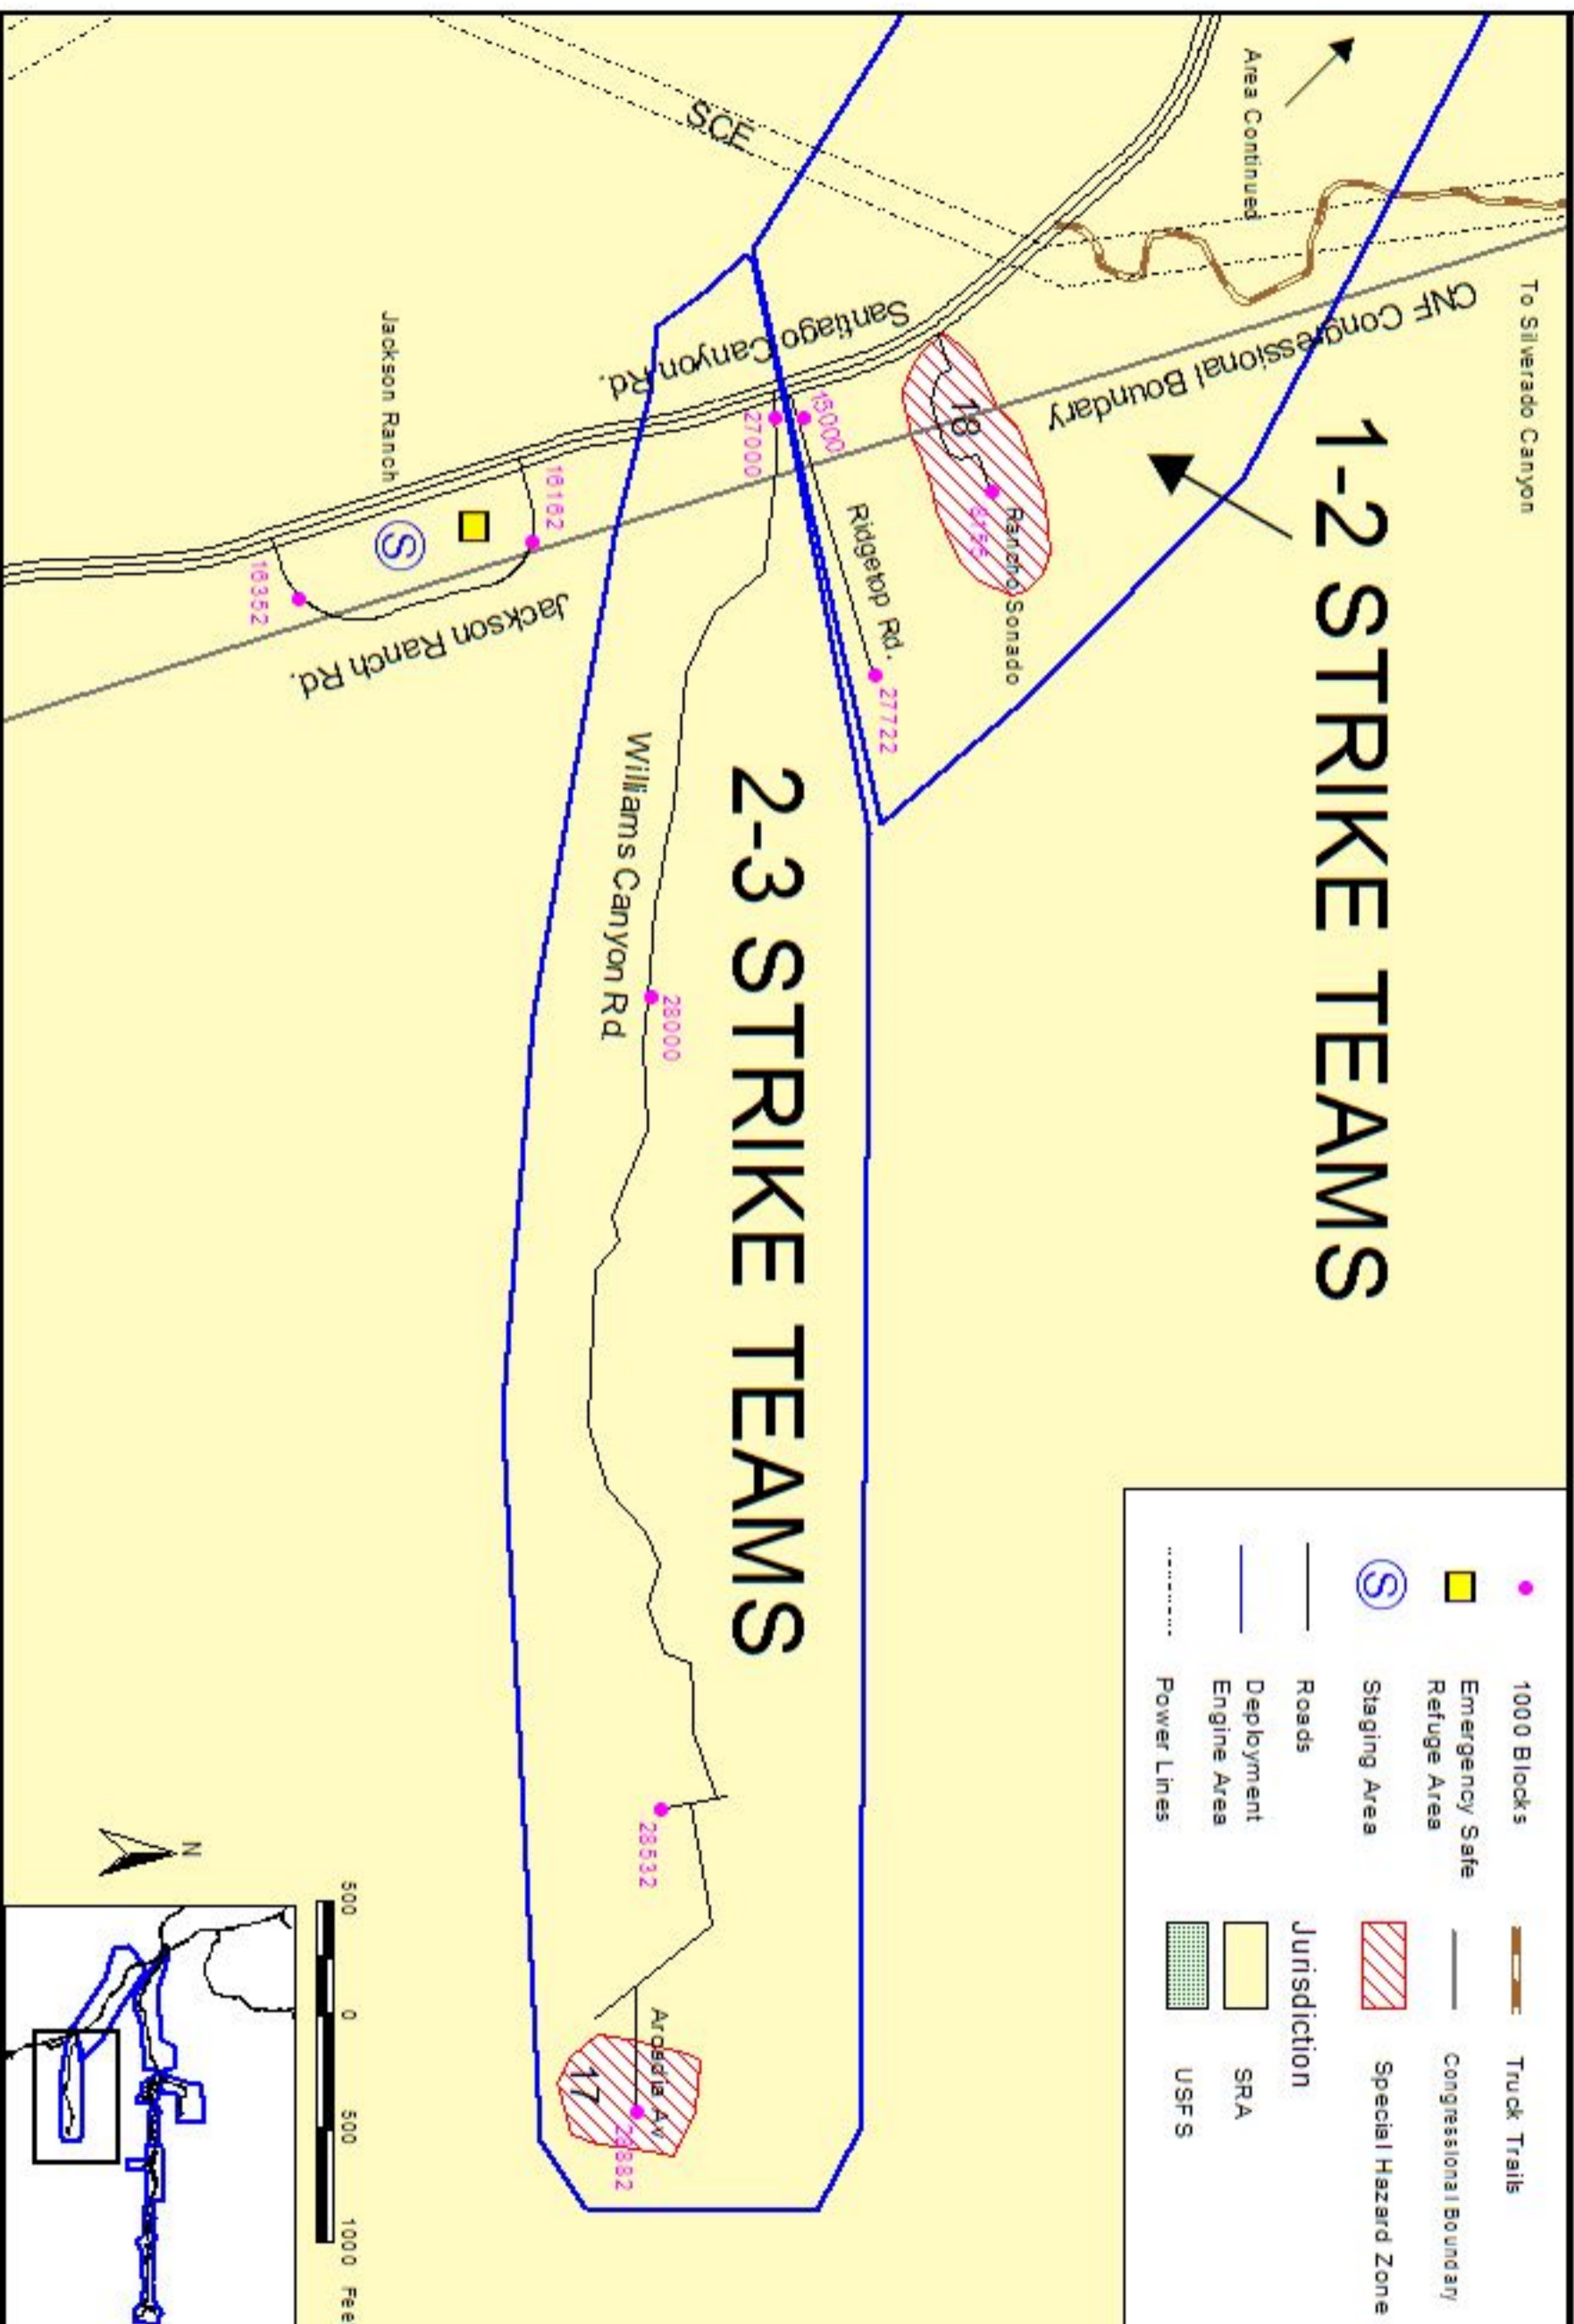 To Silverado Canyon
Area Continued
1-2 STRIKE TEAMS
CNF Congressional Boundary
SCE
18
Rancho Sonado
Santiago Canyon Rd.
15000
27000
Ridgetop Rd.
27722
2-3 STRIKE TEAMS
Williams Canyon Rd.
28000
28532
Arcadia Av
17
Jackson Ranch
16162
S
16352
Jackson Ranch Rd.
1000 Blocks
Emergency Safe
Refuge Area
S
Staging Area
Roads
Deployment
Engine Area
Power Lines
Truck Trails
Congressional Boundary
Special Hazard Zone
Jurisdiction
SRA
USFS
N
500 0 500 1000 Fee